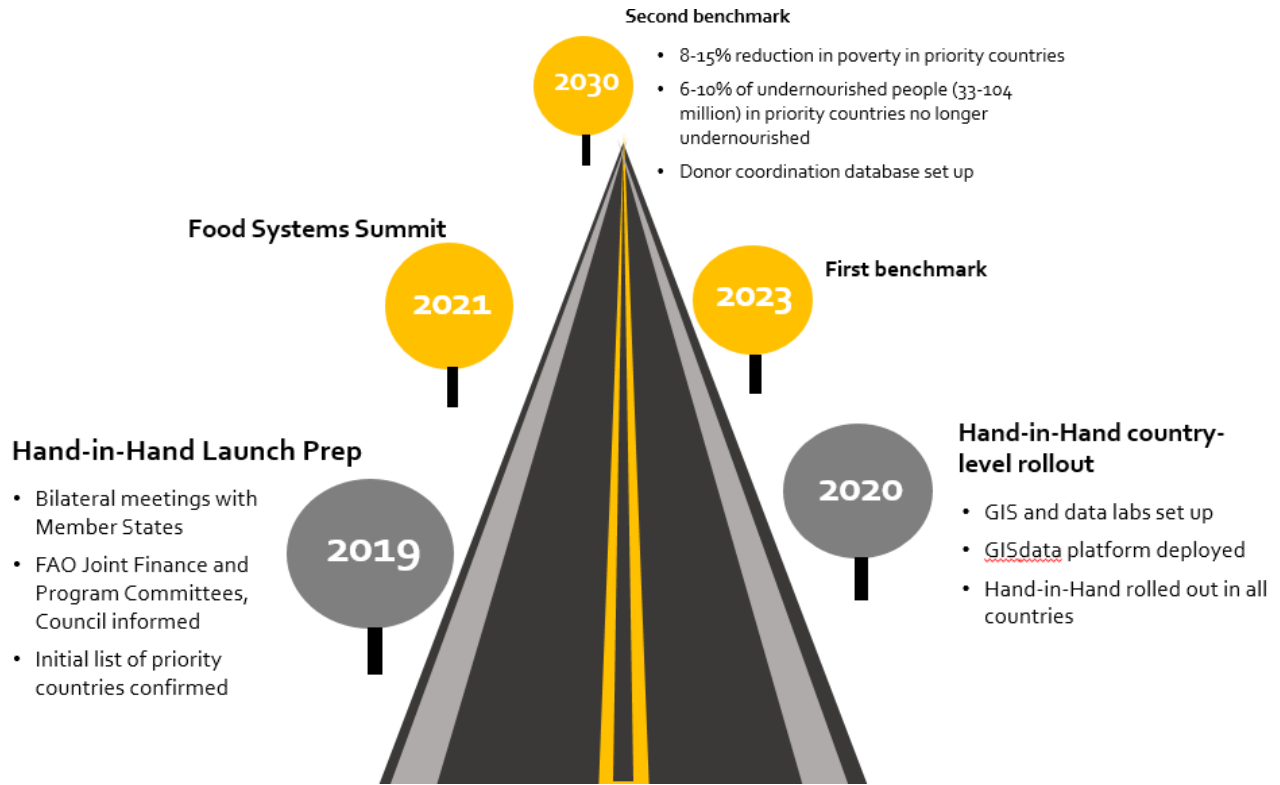 Second benchmark
2030
• 8-15% reduction in poverty in priority countries
• 6-10% of undernourished people (33-104
million) in priority countries no longer
undernourished
• Donor coordination database set up
Food Systems Summit
2021
First benchmark
2023
Hand-in-Hand Launch Prep
• Bilateral meetings with
Member States
• FAO Joint Finance and
Program Committees,
Council informed
• Initial list of priority
countries confirmed
2019
Hand-in-Hand country-
level rollout
2020
• GIS and data labs set up
• GISdata platform deployed
• Hand-in-Hand rolled out in all
countries